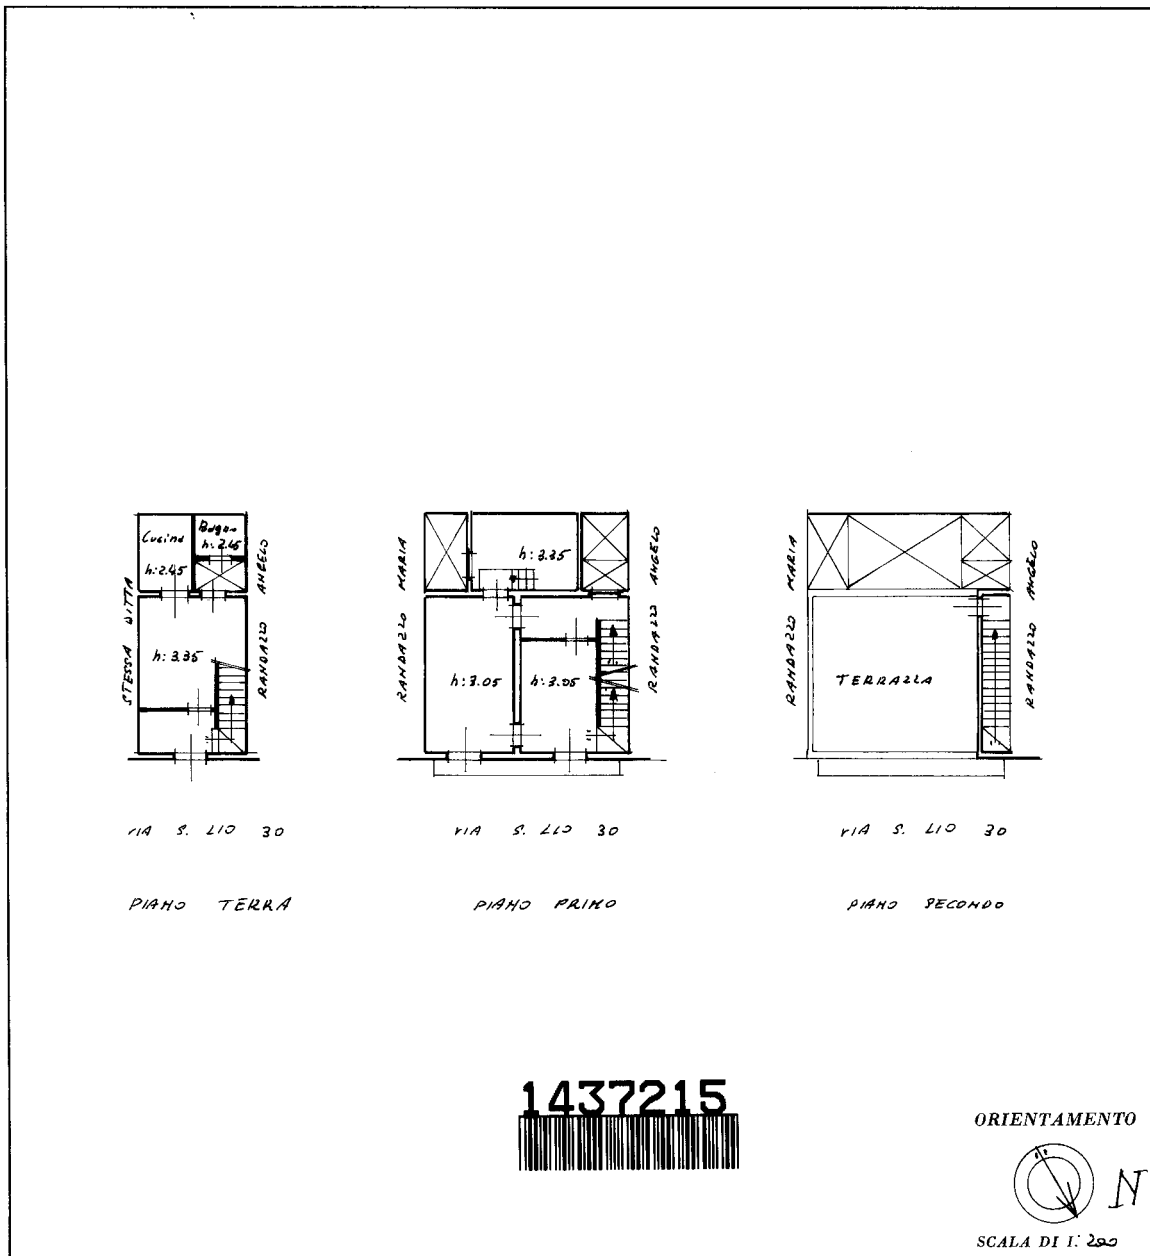 Cucina
h:2.45
Bagno
h:2.45
STESSA DITTA
RANDAZZO ANGELO
h:3.35
VIA S. LIO 30
PIANO TERRA
RANDAZZO MARIA
h:3.35
h:3.05
h:3.05
RANDAZZO ANGELO
VIA S. LIO 30
PIANO PRIMO
RANDAZZO MARIA
TERRAZZA
RANDAZZO ANGELO
VIA S. LIO 30
PIANO SECONDO
1437215
ORIENTAMENTO
N
SCALA DI 1: 200